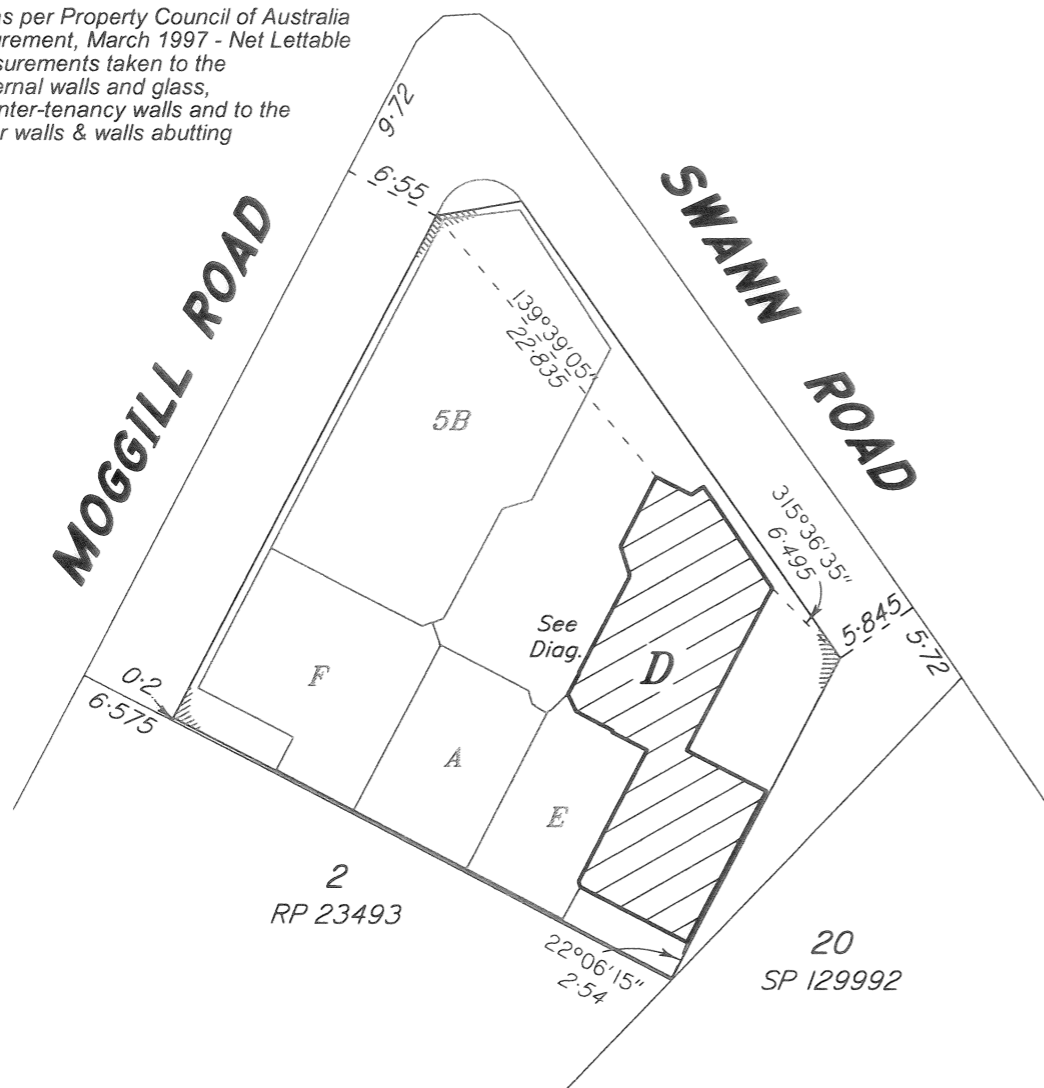 as per Property Council of Australia
urement, March 1997 - Net Lettable
surements taken to the
ernal walls and glass,
nter-tenancy walls and to the
r walls & walls abutting
9·72
6·55
MOGGILL ROAD
SWANN ROAD
139°39'05"
22·835
5B
315°36'35"
6·495
5·845
5·72
See
Diag.
D
F
0·2
6·575
A
E
2
RP 23493
22°06'15"
2·54
20
SP 129992